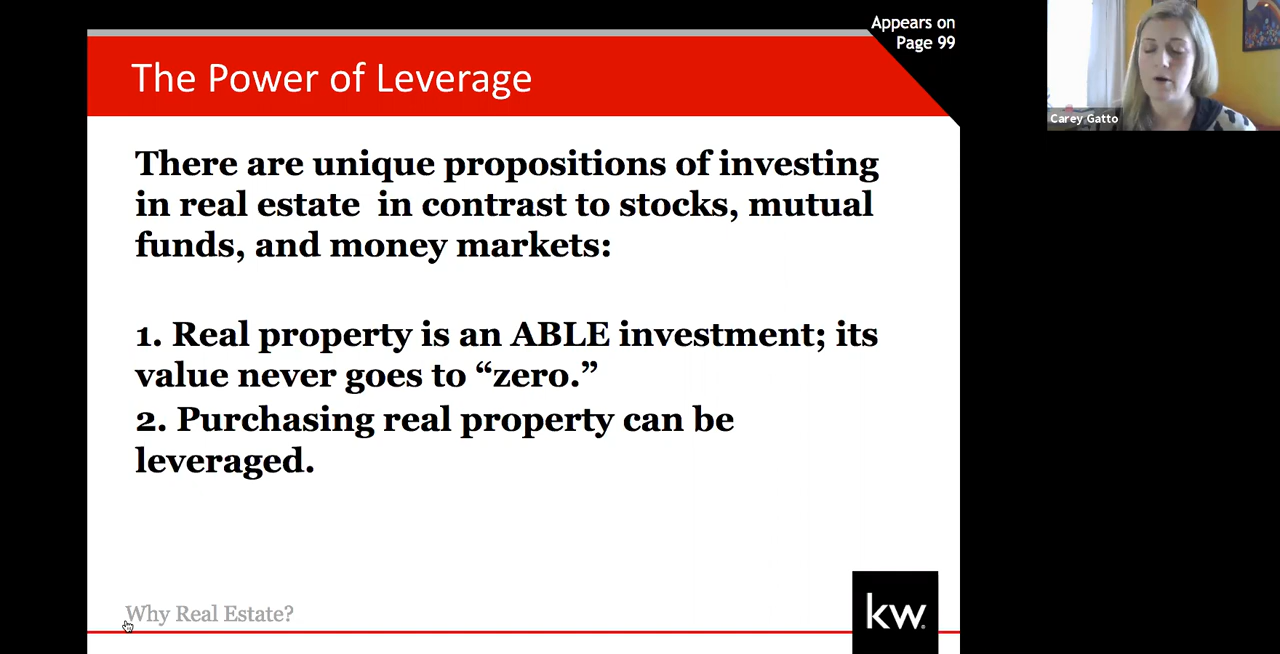 Appears on
Page 99
The Power of Leverage
Carey Gatto
There are unique propositions of investing
in real estate  in contrast to stocks, mutual
funds, and money markets:
1. Real property is an ABLE investment; its
value never goes to “zero.”
2. Purchasing real property can be
leveraged.
Why Real Estate?
kw.